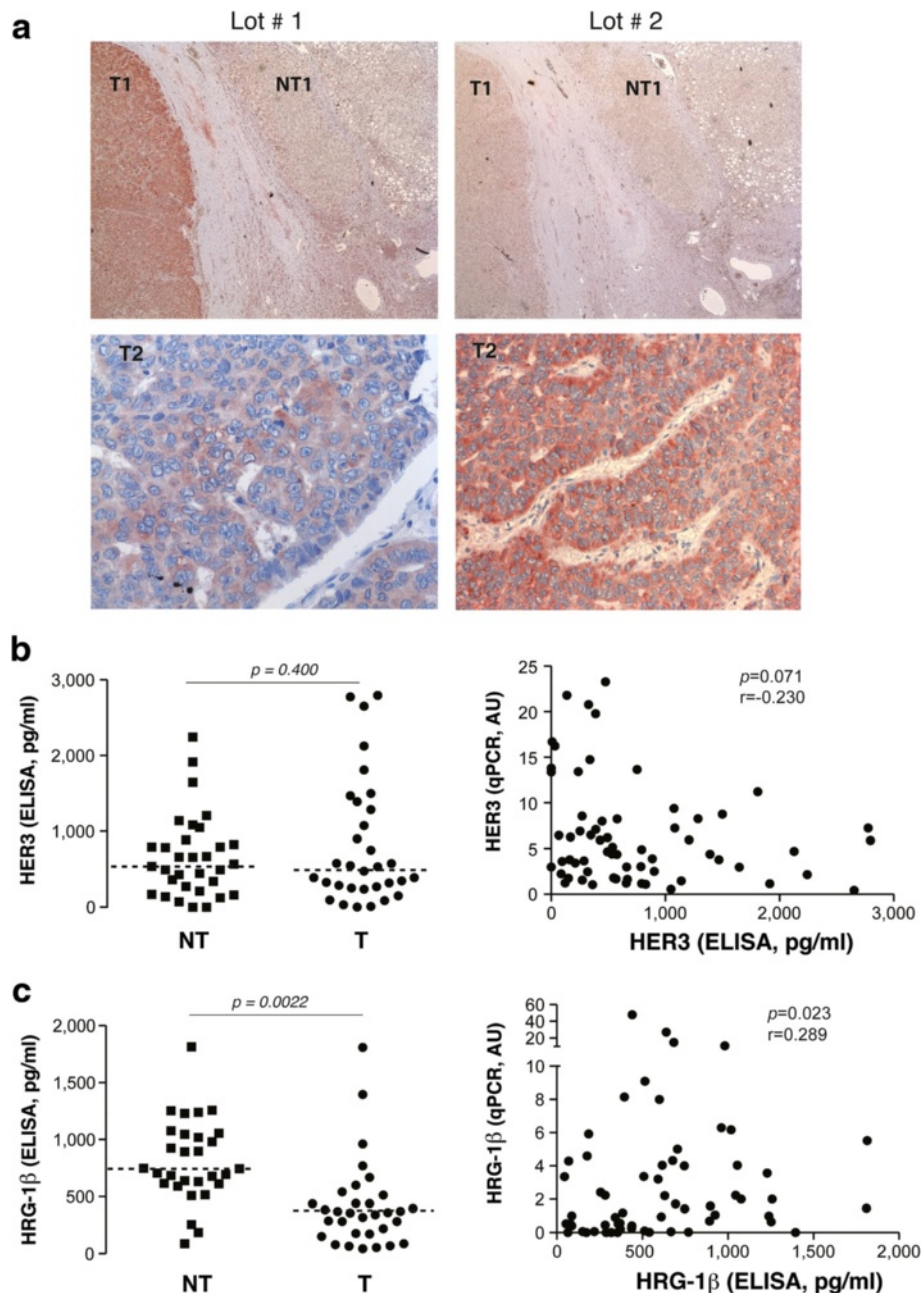 a
Lot # 1
Lot # 2
T1
NT1
T1
NT1
T2
T2
b
p = 0.400
HER3 (ELISA, pg/ml)
3,000
2,000
1,000
0
NT
T
p=0.071
r=-0.230
HER3 (qPCR, AU)
25
20
15
10
5
0
0
1,000
2,000
3,000
HER3 (ELISA, pg/ml)
c
p = 0.0022
HRG-1β (ELISA, pg/ml)
2,000
1,500
1,000
500
0
NT
T
p=0.023
r=0.289
HRG-1β (qPCR, AU)
60
40
20
10
8
6
4
2
0
0
500
1,000
1,500
2,000
HRG-1β (ELISA, pg/ml)